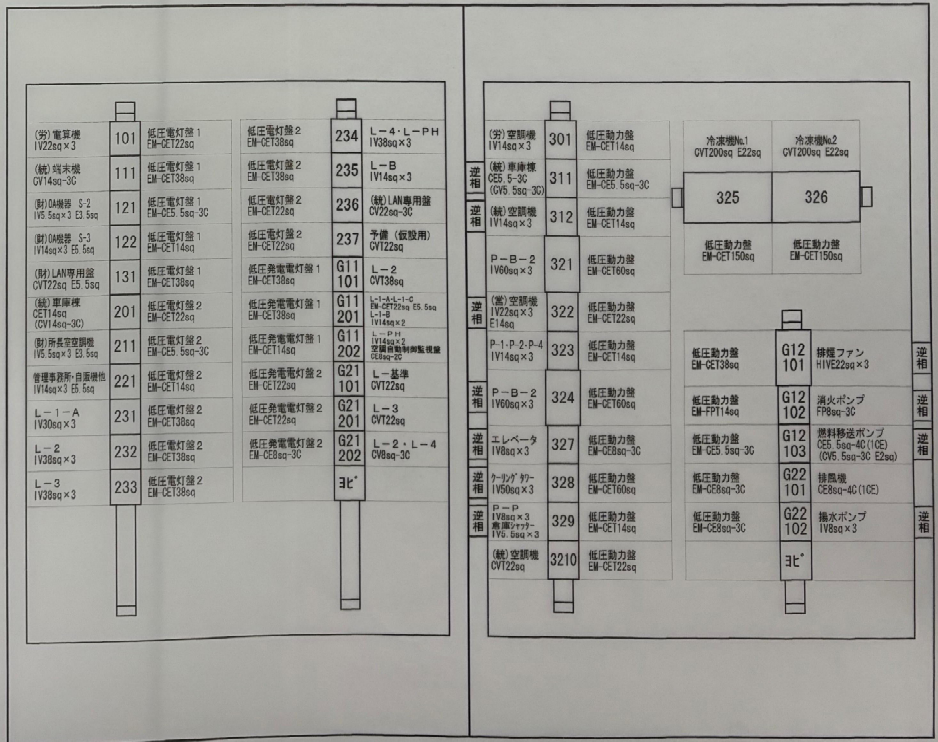 (労)電算機
IV22sq×3
101
低圧電灯盤1
EM-CET22sq
(統)端末機
CV14sq-3C
111
低圧電灯盤1
EM-CET38sq
(財)OA機器 S-2
IV5.5sq×3 E3.5sq
121
低圧電灯盤1
EM-CE5.5sq-3C
(財)OA機器 S-3
IV14sq×3 E5.5sq
122
低圧電灯盤1
EM-CET14sq
(財)LAN専用盤
CVT22sq E5.5sq
131
低圧電灯盤1
EM-CET38sq
(統)車庫棟
CET14sq
(CV14sq-3C)
201
低圧電灯盤2
EM-CET22sq
(財)所長室空調機
IV5.5sq×3 E3.5sq
211
低圧電灯盤2
EM-CE5.5sq-3C
管理事務所・自販機他
IV14sq×3 E5.5sq
221
低圧電灯盤2
EM-CET14sq
L-1-A
IV30sq×3
231
低圧電灯盤2
EM-CET38sq
L-2
IV38sq×3
232
低圧電灯盤2
EM-CET38sq
L-3
IV38sq×3
233
低圧電灯盤2
EM-CET38sq
低圧電灯盤2
EM-CET38sq
234
L-4・L-PH
IV38sq×3
低圧電灯盤2
EM-CET38sq
235
L-B
IV14sq×3
低圧電灯盤2
EM-CET22sq
236
(統)LAN専用盤
CV22sq-3C
低圧電灯盤2
EM-CET22sq
237
予備(仮設用)
CVT22sq
低圧発電電灯盤1
EM-CET38sq
G11
101
L-2
CVT38sq
低圧発電電灯盤1
EM-CET38sq
G11
201
L-1-A・L-1-C
EM-CET22sq E5.5sq
L-1-B
IV14sq×2
低圧発電電灯盤1
EM-CET14sq
G11
202
L-PH
IV14sq×2
空調自動制御監視盤
CE8sq-2C
低圧発電電灯盤2
EM-CET22sq
G21
101
L-基準
CVT22sq
低圧発電電灯盤2
EM-CET22sq
G21
201
L-3
CVT22sq
低圧発電電灯盤2
EM-CE8sq-3C
G21
202
L-2・L-4
CV8sq-3C
ヨビ
(労)空調機
IV14sq×3
301
低圧動力盤
EM-CET14sq
逆相
(統)車庫棟
CE5.5-3C
(CV5.5sq-3C)
311
低圧動力盤
EM-CE5.5sq-3C
逆相
(統)空調機
IV14sq×3
312
低圧動力盤
EM-CET14sq
P-B-2
IV60sq×3
321
低圧動力盤
EM-CET60sq
逆相
(営)空調機
IV22sq×3
E14sq
322
低圧動力盤
EM-CET22sq
P-1・P-2・P-4
IV14sq×3
323
低圧動力盤
EM-CET14sq
逆相
P-B-2
IV60sq×3
324
低圧動力盤
EM-CET60sq
逆相
エレベータ
IV8sq×3
327
低圧動力盤
EM-CE8sq-3C
逆相
クーリングタワー
IV50sq×3
328
低圧動力盤
EM-CET60sq
逆相
P-P
IV8sq×3
倉庫シャッター
IV5.5sq×3
329
低圧動力盤
EM-CET14sq
(統)空調機
CVT22sq
3210
低圧動力盤
EM-CET22sq
冷凍機No.1
CVT200sq E22sq
冷凍機No.2
CVT200sq E22sq
325
326
低圧動力盤
EM-CET150sq
低圧動力盤
EM-CET150sq
低圧動力盤
EM-CET38sq
G12
101
排煙ファン
HIVE22sq×3
逆相
低圧動力盤
EM-FPT14sq
G12
102
消火ポンプ
FP8sq-3C
逆相
低圧動力盤
EM-CE5.5sq-3C
G12
103
燃料移送ポンプ
CE5.5sq-4C(1CE)
(CV5.5sq-3C E2sq)
逆相
低圧動力盤
EM-CE8sq-3C
G22
101
排風機
CE8sq-4C(1CE)
低圧動力盤
EM-CE8sq-3C
G22
102
揚水ポンプ
IV8sq×3
逆相
ヨビ